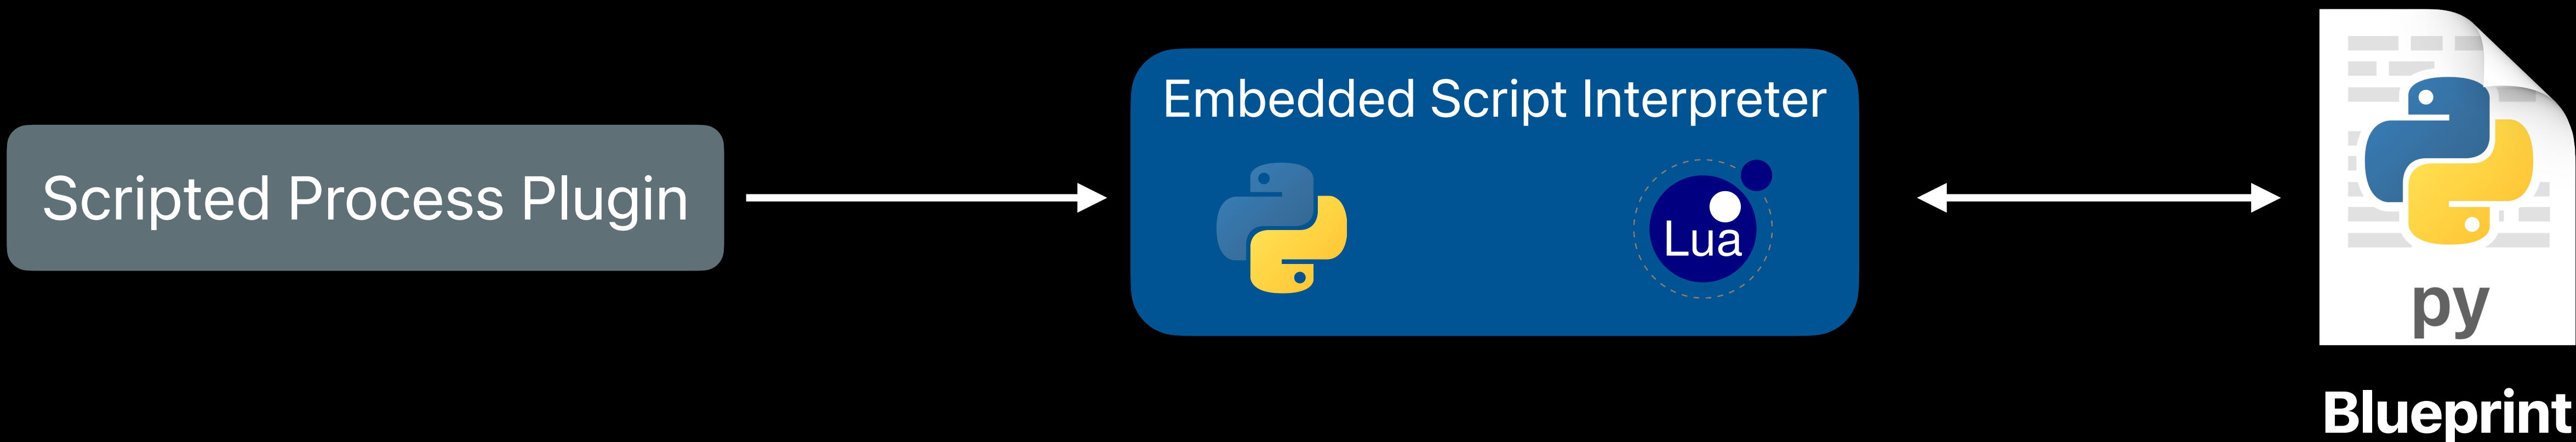 Scripted Process Plugin
Embedded Script Interpreter
Lua
py
Blueprint